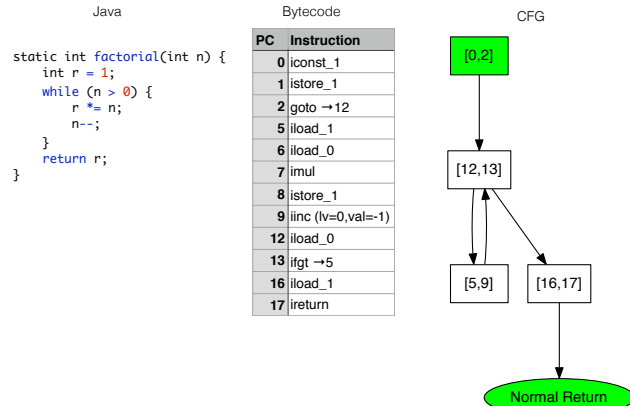 Java
static int factorial(int n) {
    int r = 1;
    while (n > 0) {
        r *= n;
        n--;
    }
    return r;
}
Bytecode
PC Instruction
0 iconst_1
1 istore_1
2 goto →12
5 iload_1
6 iload_0
7 imul
8 istore_1
9 iinc (lv=0,val=-1)
12 iload_0
13 ifgt →5
16 iload_1
17 ireturn
CFG
[0,2]
[12,13]
[5,9]
[16,17]
Normal Return